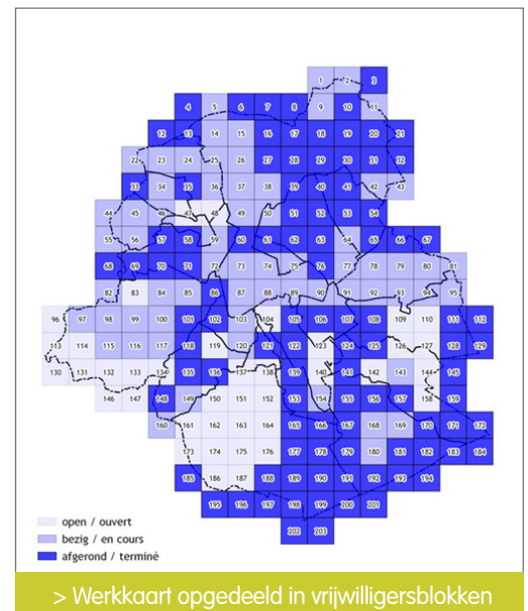 1 2 3
4 5 6 7 8 9 10 11
12 13 14 15 16 17 18 19 20 21
22 23 24 25 26 27 28 29 30 31 32
33 34 35 36 37 38 39 40 41 42 43
44 45 46 47 48 49 50 51 52 53 54
55 56 57 58 59 60 61 62 63 64 65 66 67
68 69 70 71 72 73 74 75 76 77 78 79 80 81
82 83 84 85 86 87 88 89 90 91 92 93 94 95
96 97 98 99 100 101 102 103 104 105 106 107 108 109 110 111 112
113 114 115 116 117 118 119 120 121 122 123 124 125 126 127 128 129
130 131 132 133 134 135 136 137 138 139 140 141 142 143 144 145
146 147 148 149 150 151 152 153 154 155 156 157 158 159
160 161 162 163 164 165 166 167 168 169 170 171 172
173 174 175 176 177 178 179 180 181 182 183 184
185 186 187 188 189 190 191 192 193 194
195 196 197 198 199 200 201
202 203
open / ouvert
bezig / en cours
afgerond / terminé
> Werkkaart opgedeeld in vrijwilligersblokken